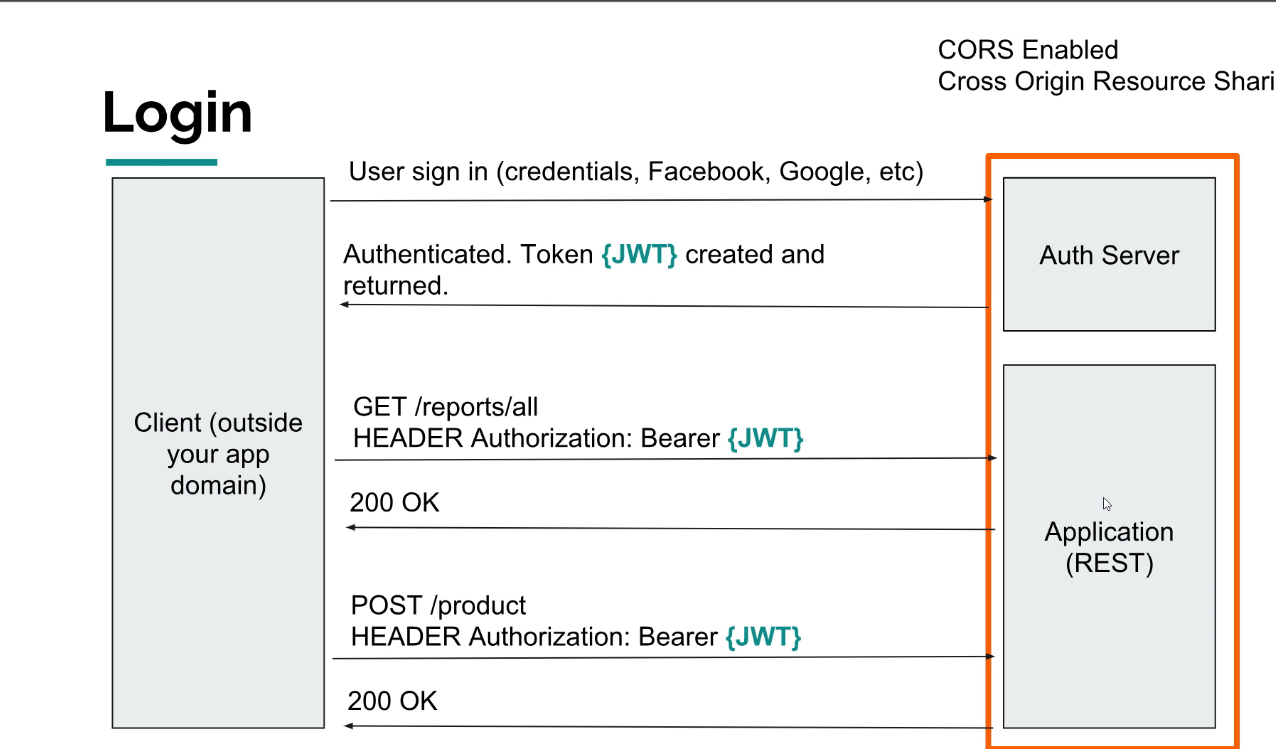 CORS Enabled
Cross Origin Resource Shari
Login
User sign in (credentials, Facebook, Google, etc)
Auth Server
Authenticated. Token {JWT} created and
returned.
Client (outside
your app
domain)
GET /reports/all
HEADER Authorization: Bearer {JWT}
200 OK
Application
(REST)
POST /product
HEADER Authorization: Bearer {JWT}
200 OK